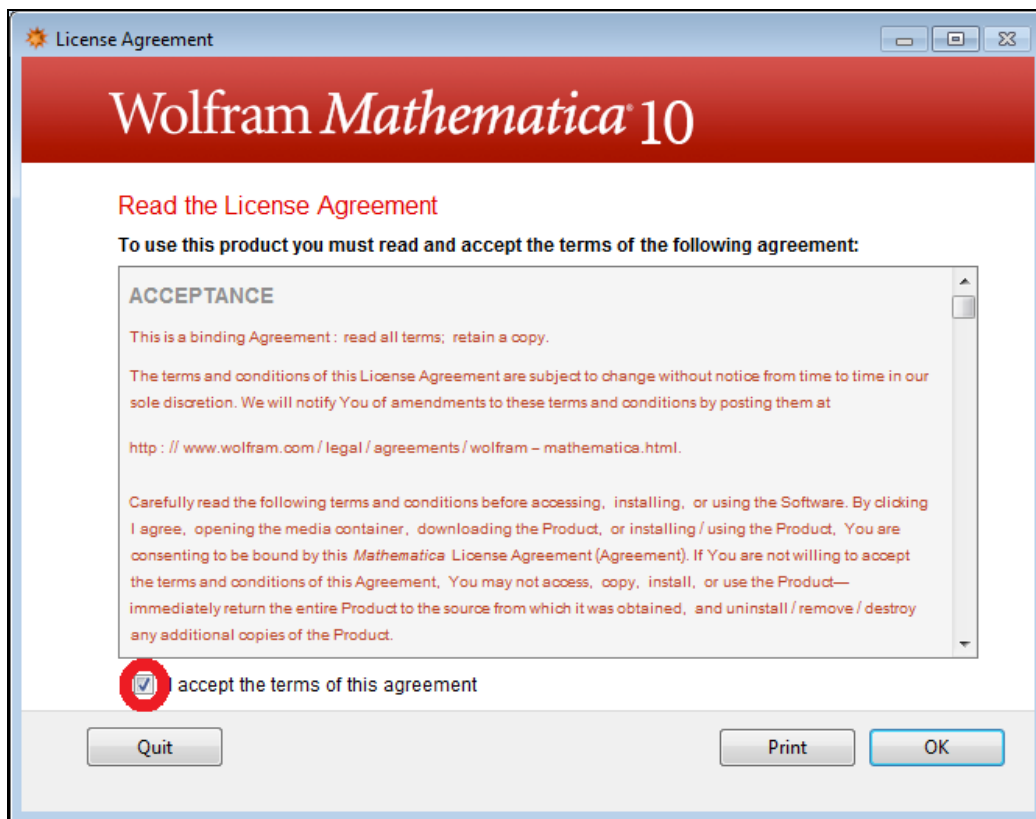 License Agreement
Wolfram Mathematica® 10
Read the License Agreement
To use this product you must read and accept the terms of the following agreement:
ACCEPTANCE
This is a binding Agreement : read all terms; retain a copy.
The terms and conditions of this License Agreement are subject to change without notice from time to time in our
sole discretion. We will notify You of amendments to these terms and conditions by posting them at
http : // www.wolfram.com / legal / agreements / wolfram – mathematica.html.
Carefully read the following terms and conditions before accessing, installing, or using the Software. By clicking
I agree, opening the media container, downloading the Product, or installing / using the Product, You are
consenting to be bound by this Mathematica License Agreement (Agreement). If You are not willing to accept
the terms and conditions of this Agreement, You may not access, copy, install, or use the Product—
immediately return the entire Product to the source from which it was obtained, and uninstall / remove / destroy
any additional copies of the Product.
I accept the terms of this agreement
Quit
Print
OK